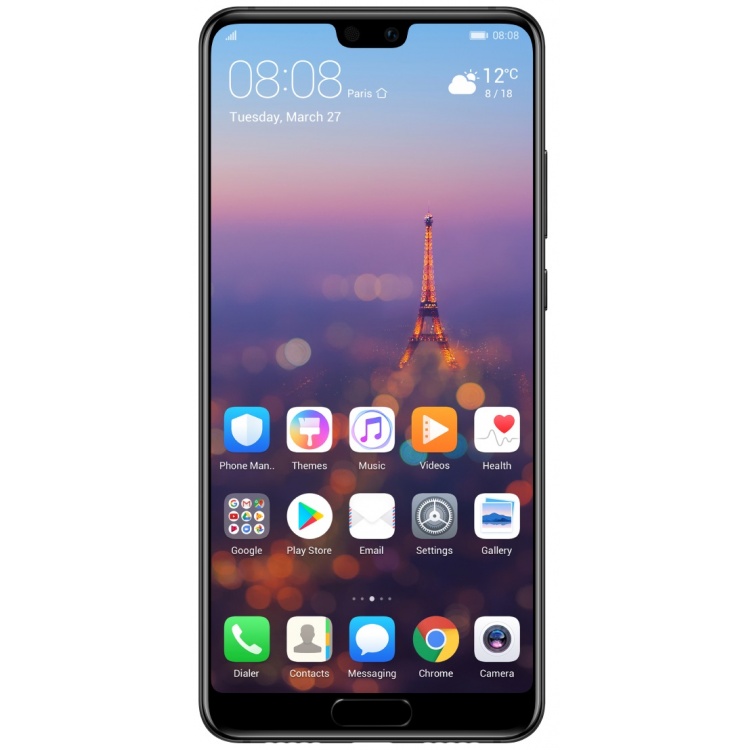 08:08
08:08
Paris
12°C
8 / 18
Tuesday, March 27
Phone Man..
Themes
Music
Videos
Health
Google
Play Store
Email
Settings
Gallery
Dialer
Contacts
Messaging
Chrome
Camera